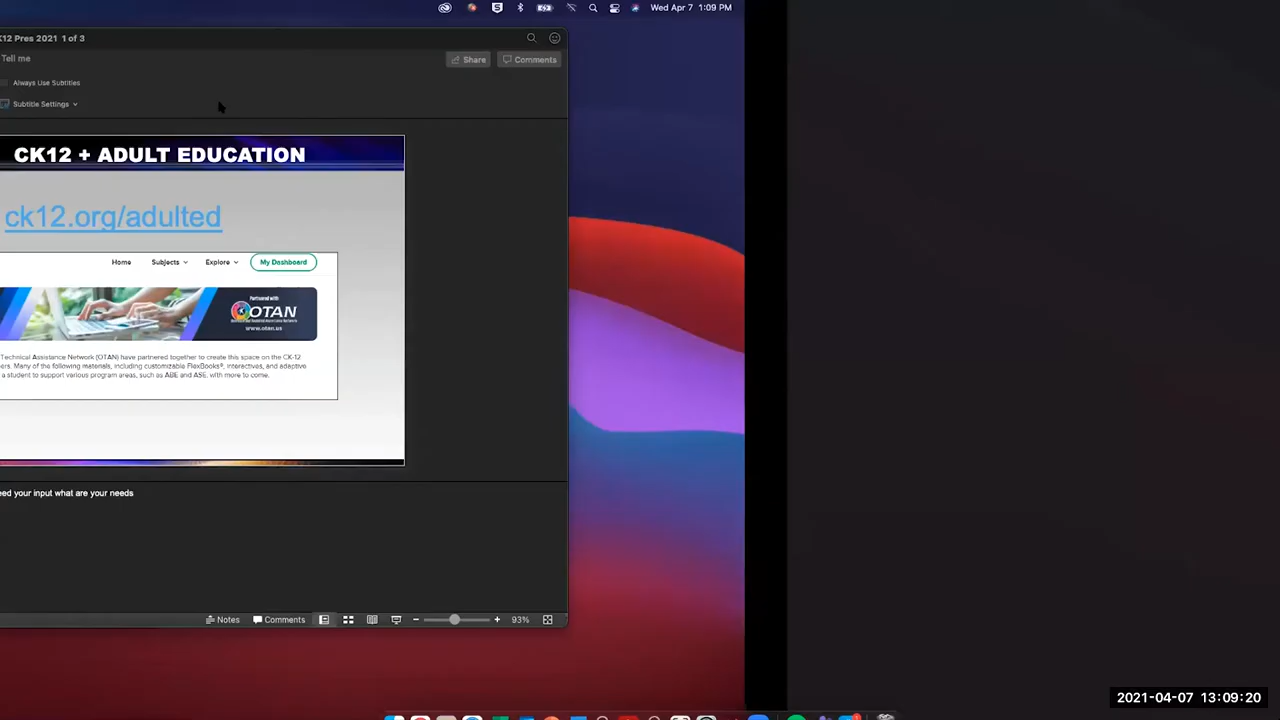 Wed Apr 7 1:09 PM
K12 Pres 2021 1 of 3
Tell me
Share
Comments
Always Use Subtitles
Subtitle Settings
CK12 + ADULT EDUCATION
ck12.org/adulted
Home Subjects Explore My Dashboard
Partnered with
OTAN
www.otan.us
Technical Assistance Network (OTAN) have partnered together to create this space on the CK-12
ers. Many of the following materials, including customizable FlexBooks®, interactives, and adaptive
a student to support various program areas, such as ABE and ASE, with more to come.
eed your input what are your needs
Notes Comments 93%
2021-04-07 13:09:20